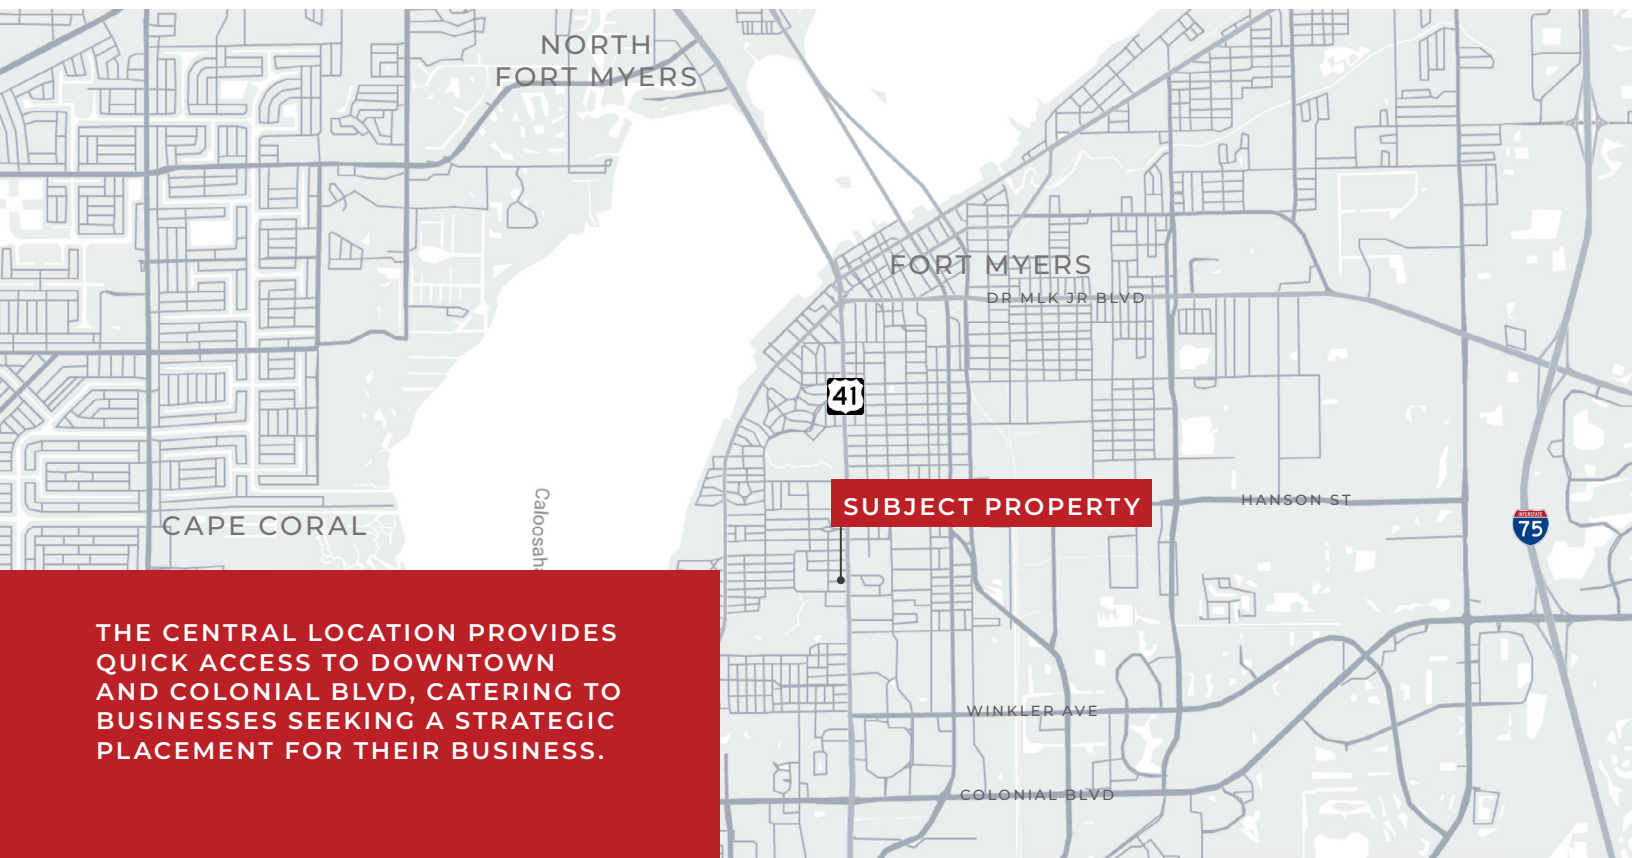 NORTH
FORT MYERS
FORT MYERS
DR MLK JR BLVD
41
SUBJECT PROPERTY
HANSON ST
CAPE CORAL
Caloosaha
INTERSTATE
75
THE CENTRAL LOCATION PROVIDES
QUICK ACCESS TO DOWNTOWN
AND COLONIAL BLVD, CATERING TO
BUSINESSES SEEKING A STRATEGIC
PLACEMENT FOR THEIR BUSINESS.
WINKLER AVE
COLONIAL BLVD